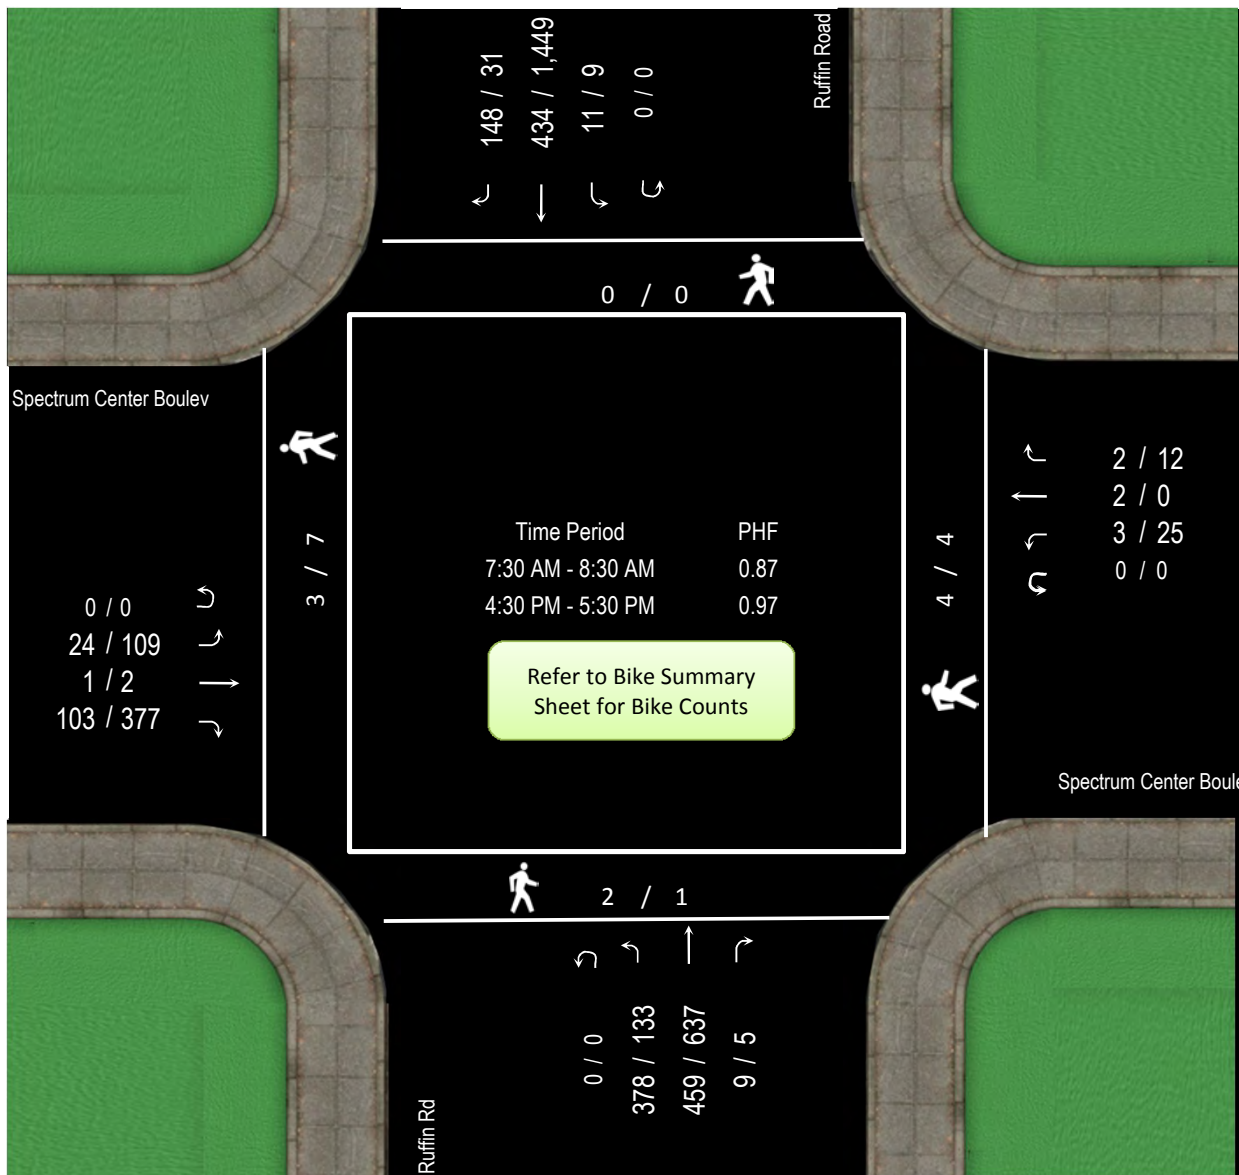 148 / 31
434 / 1,449
11 / 9
0 / 0
Ruffin Road
0 / 0
Spectrum Center Boulev
3 / 7
0 / 0
24 / 109
1 / 2
103 / 377
Time Period PHF
7:30 AM - 8:30 AM 0.87
4:30 PM - 5:30 PM 0.97
Refer to Bike Summary
Sheet for Bike Counts
4 / 4
2 / 12
2 / 0
3 / 25
0 / 0
Spectrum Center Boule
2 / 1
0 / 0
378 / 133
459 / 637
9 / 5
Ruffin Rd